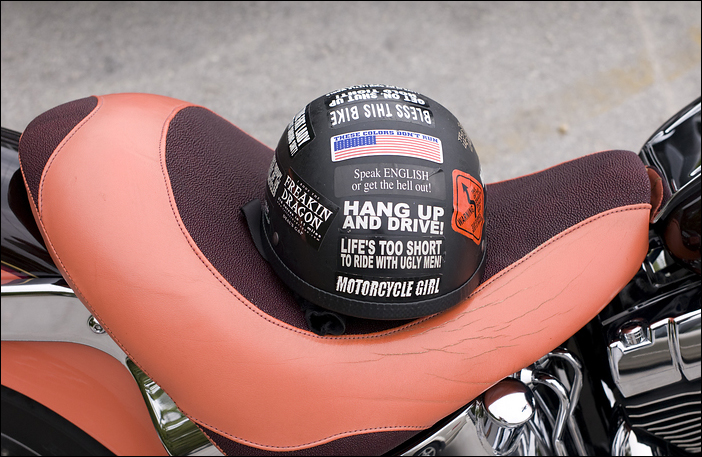 BLESS THIS BIKE
THESE COLORS DON'T RUN
Speak ENGLISH
or get the hell out!
FREAKIN
DRAGON
HANG UP
AND DRIVE!
LIFE'S TOO SHORT
TO RIDE WITH UGLY MEN!
MOTORCYCLE GIRL